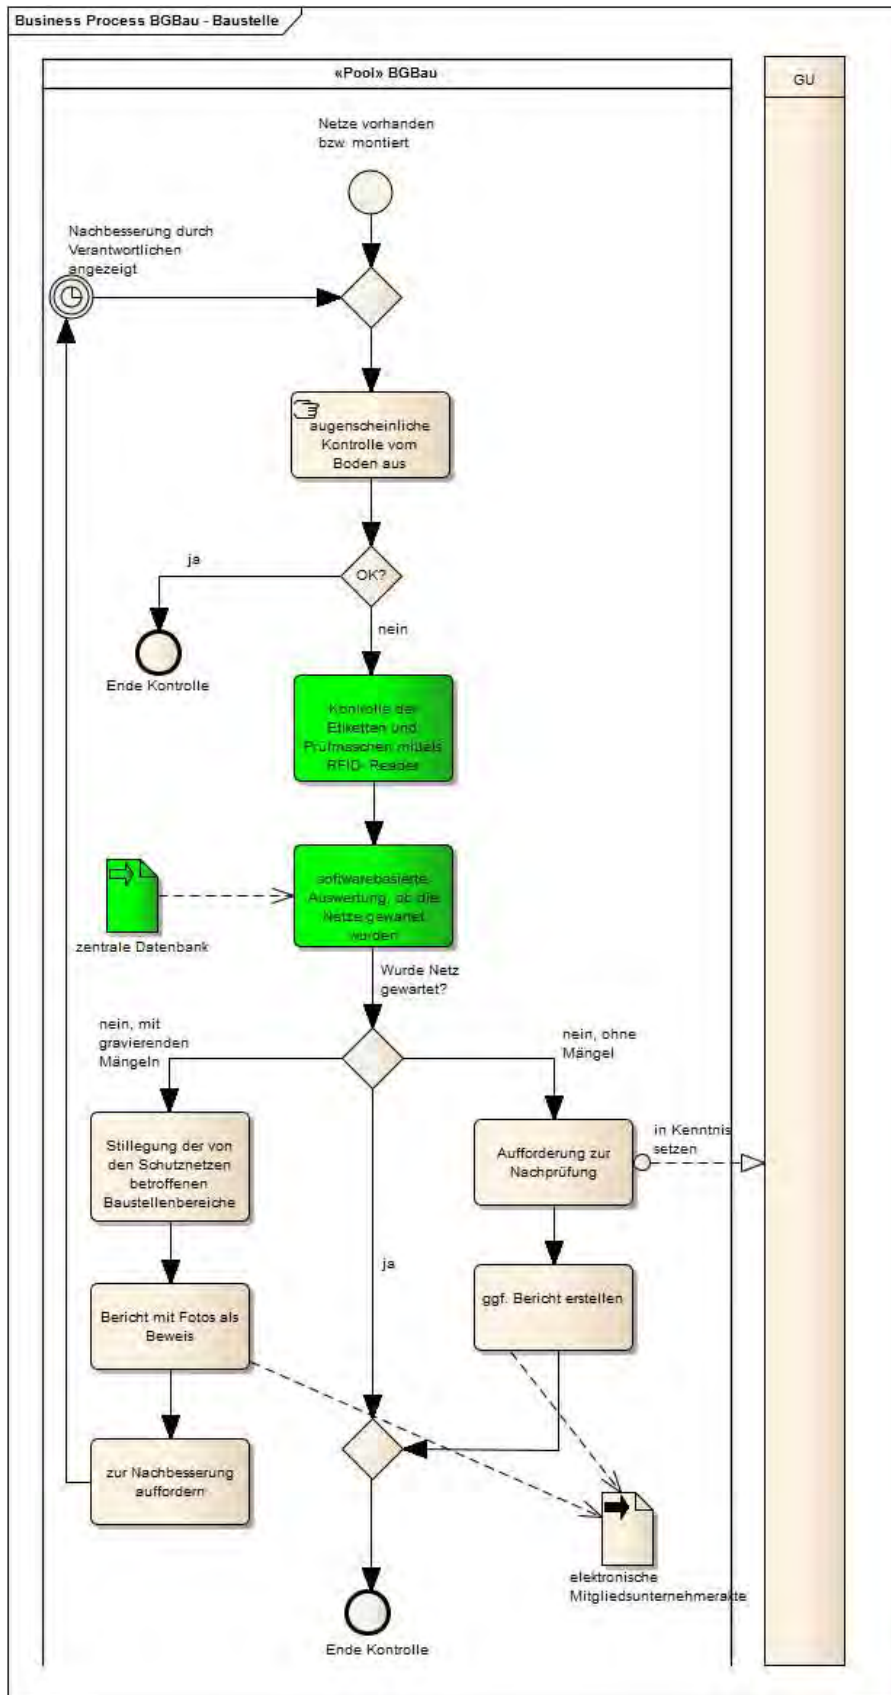 Business Process BGBau - Baustelle
«Pool» BGBau
GU
Netze vorhanden
bzw. montiert
Nachbesserung durch
Verantwortlichen
angezeigt
augenscheinliche
Kontrolle vom
Boden aus
ja
OK?
nein
Ende Kontrolle
Kontrolle der
Etiketten und
Prüfmaschen mittels
RFID- Reader
softwarebasierte
Auswertung, ob die
Netze gewartet
wurden
zentrale Datenbank
Wurde Netz
gewartet?
nein, mit
gravierenden
Mängeln
nein, ohne
Mängel
Stillegung der von
den Schutznetzen
betroffenen
Baustellenbereiche
Aufforderung zur
Nachprüfung
in Kenntnis
setzen
ja
ggf. Bericht erstellen
Bericht mit Fotos als
Beweis
zur Nachbesserung
auffordern
elektronische
Mitgliedsunternehmerakte
Ende Kontrolle